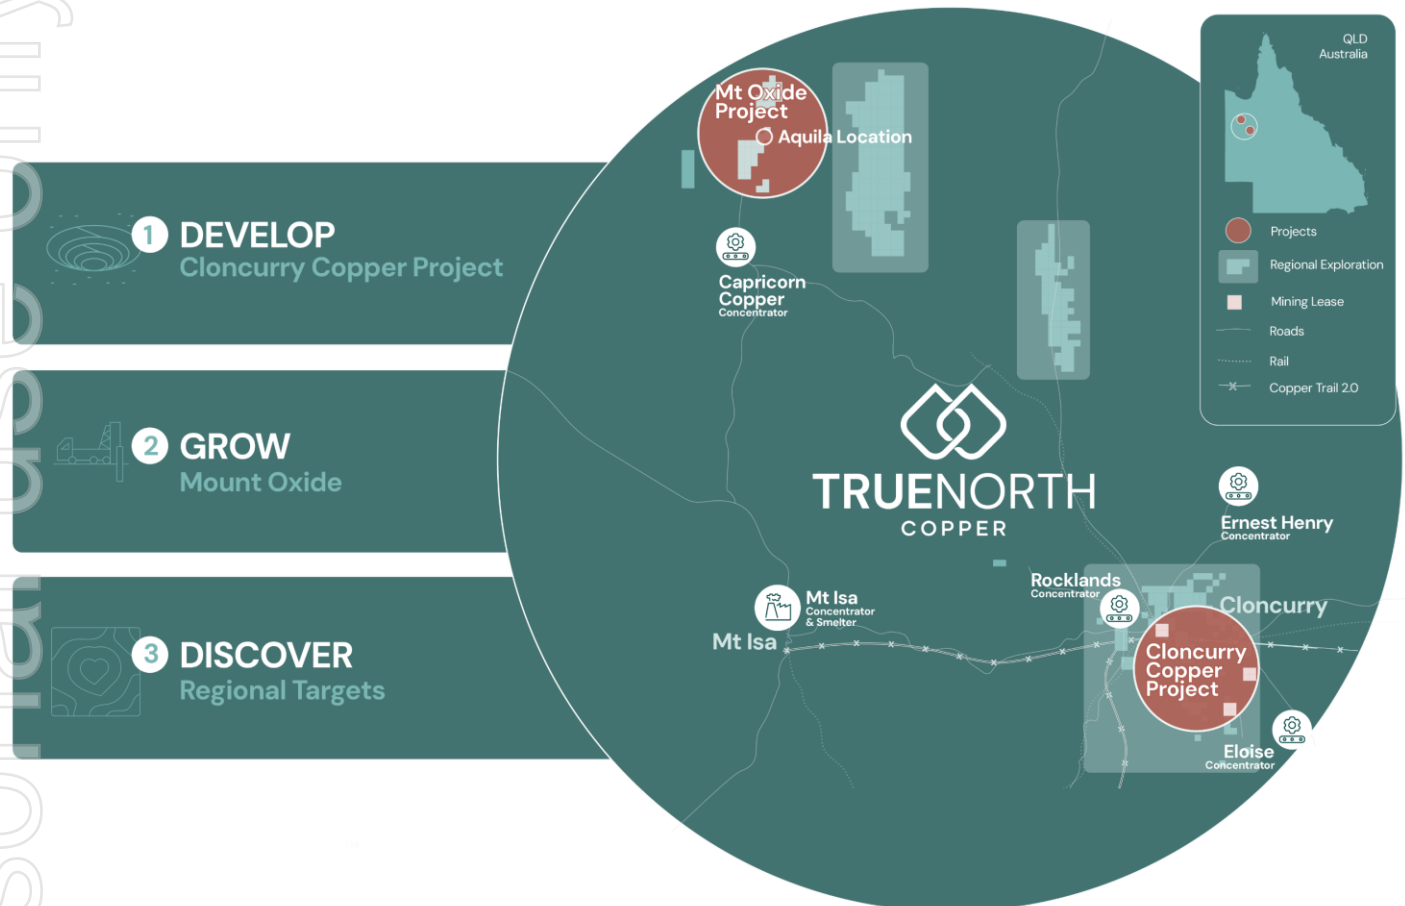 1 DEVELOP
Cloncurry Copper Project
2 GROW
Mount Oxide
3 DISCOVER
Regional Targets
Mt Oxide
Project
Aquila Location
Capricorn
Copper
Concentrator
TRUENORTH
COPPER
Ernest Henry
Concentrator
Rocklands
Concentrator
Mt Isa
Concentrator
& Smelter
Mt Isa
Cloncurry
Cloncurry
Copper
Project
Eloise
Concentrator
QLD
Australia
Projects
Regional Exploration
Mining Lease
Roads
Rail
Copper Trail 2.0